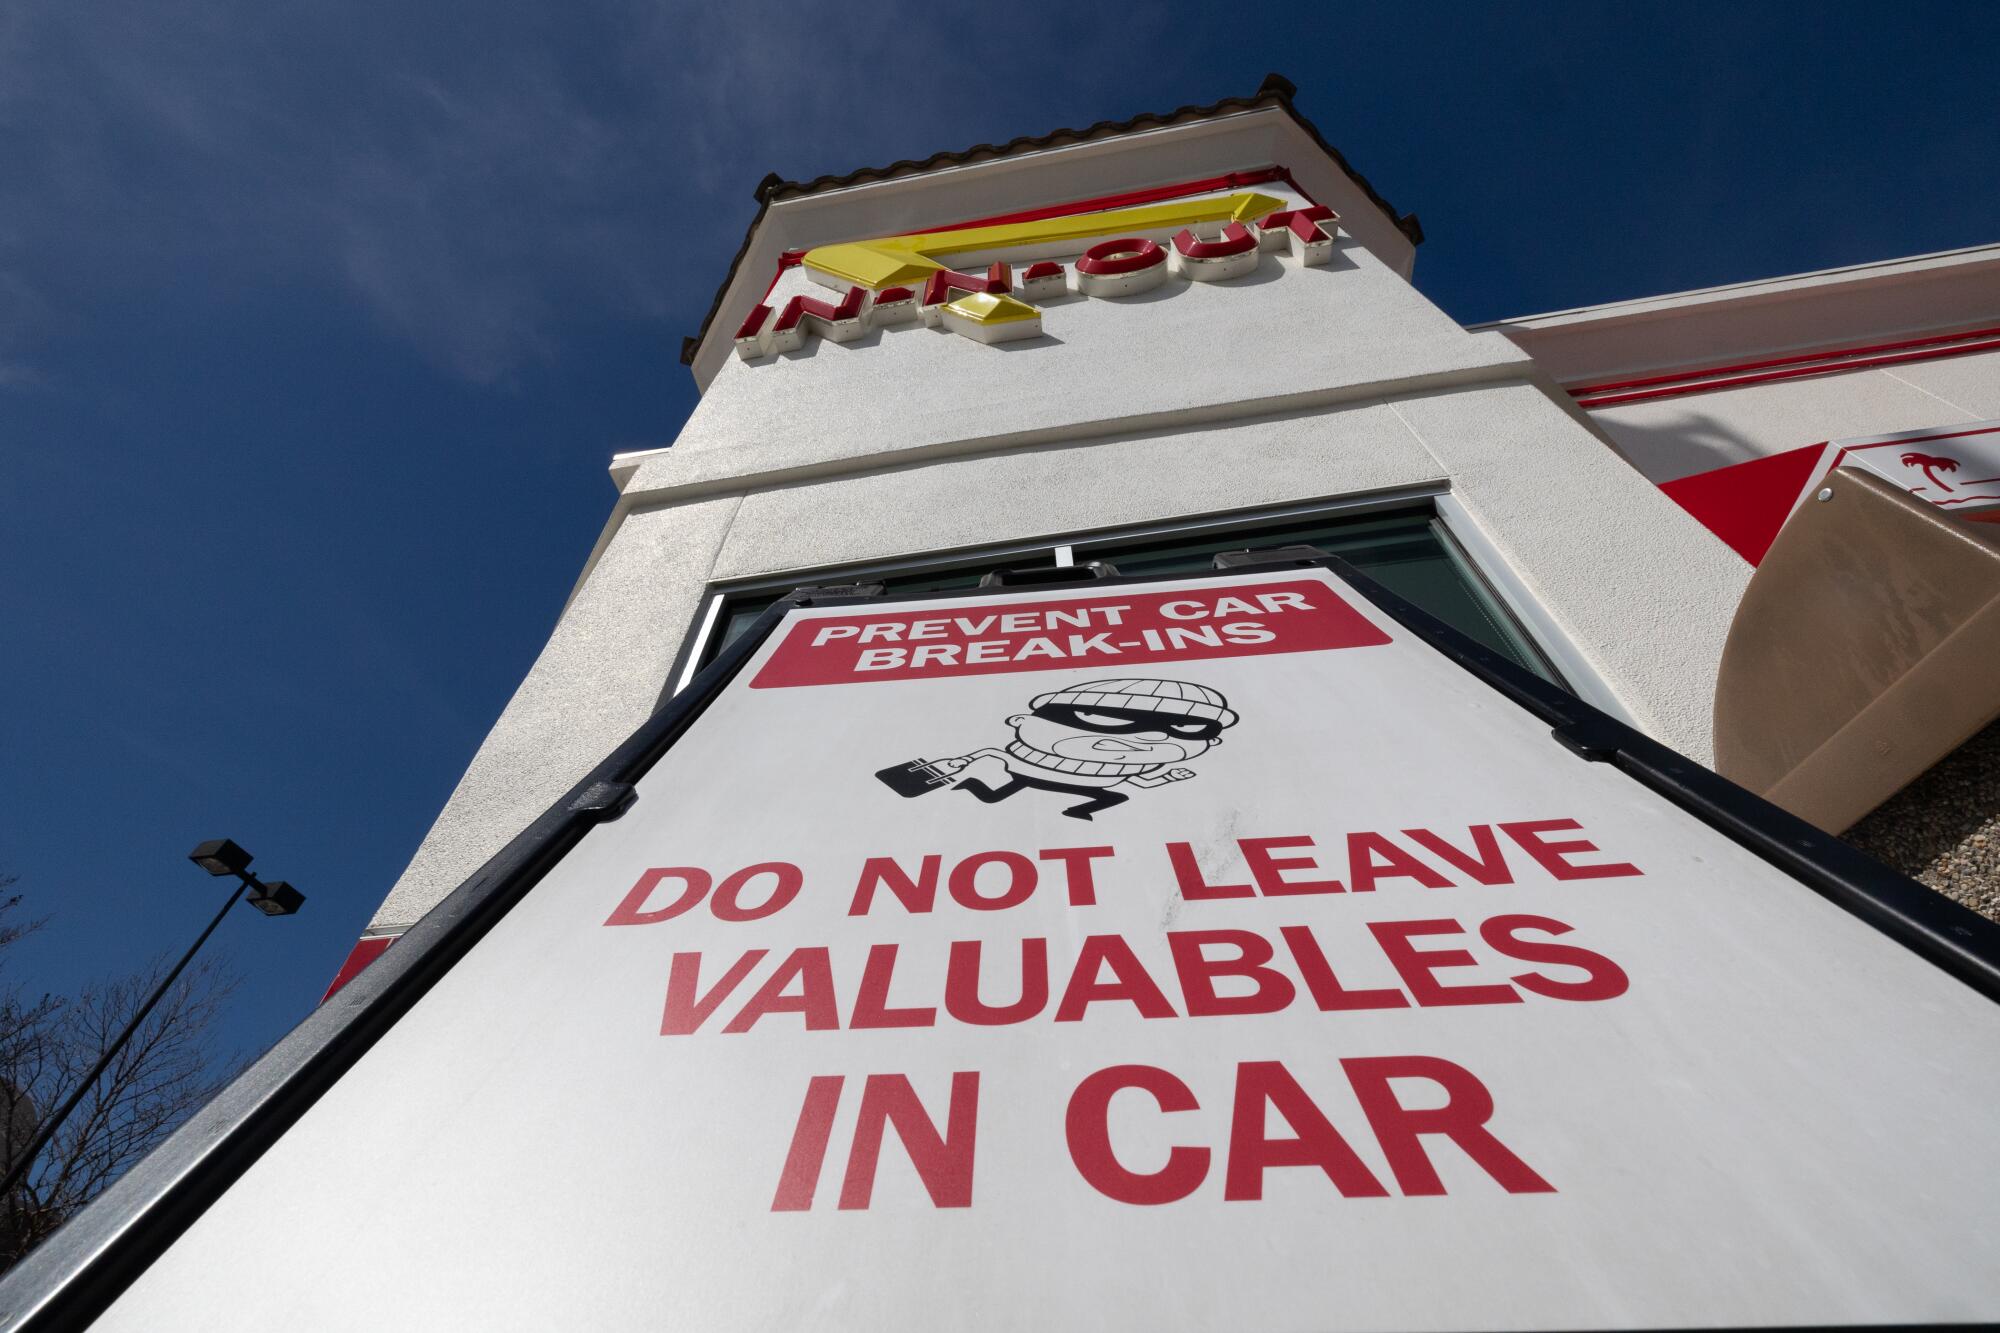 IN-N-OUT
PREVENT CAR
BREAK-INS
DO NOT LEAVE
VALUABLES
IN CAR